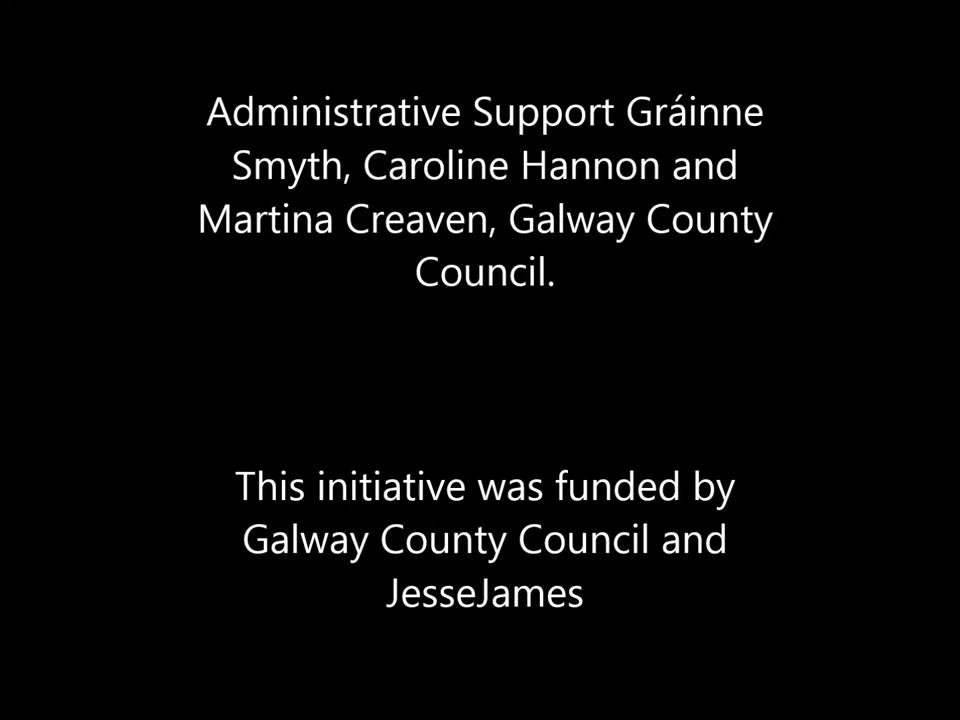 Administrative Support Gráinne
Smyth, Caroline Hannon and
Martina Creaven, Galway County
Council.
This initiative was funded by
Galway County Council and
JesseJames